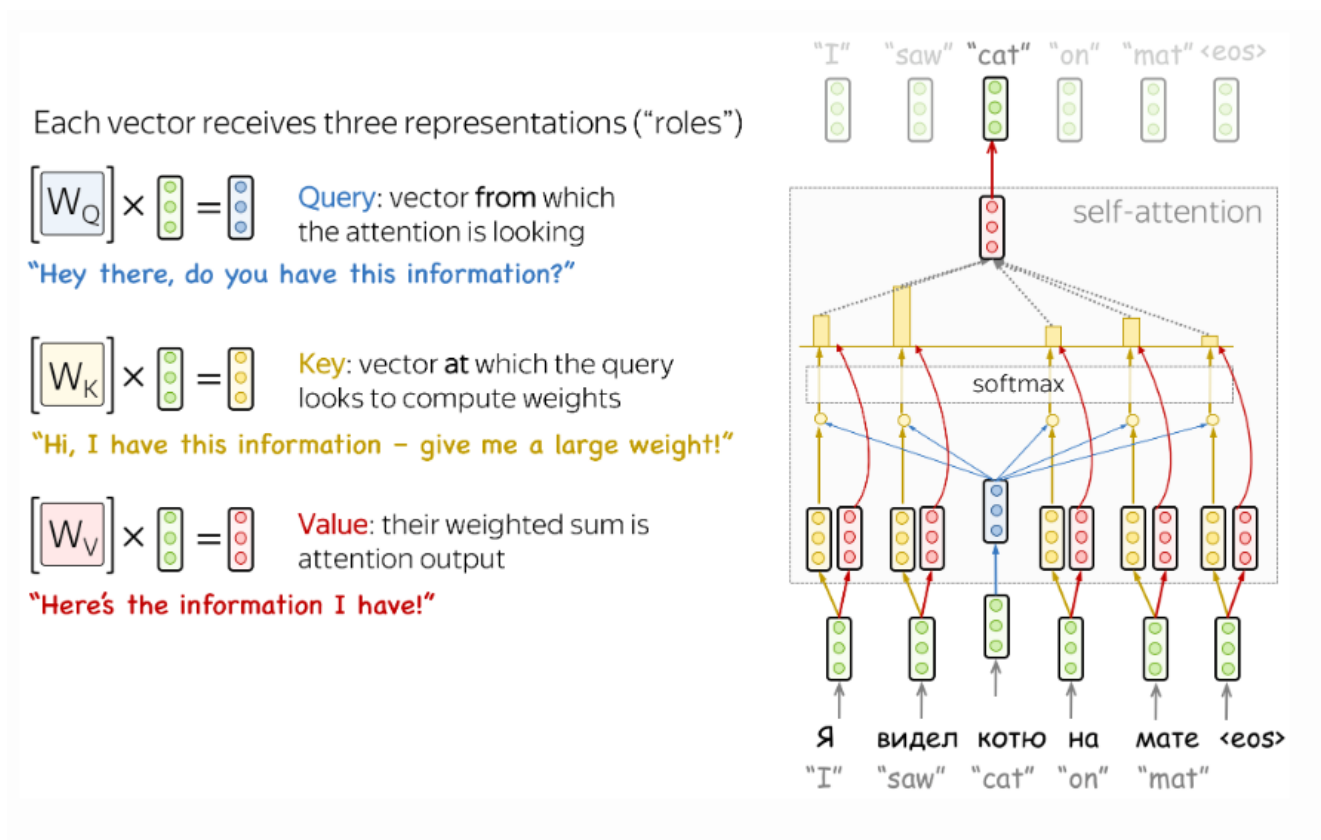 Each vector receives three representations ("roles")
[W_Q] × = Query: vector from which
the attention is looking
"Hey there, do you have this information?"
[W_K] × = Key: vector at which the query
looks to compute weights
"Hi, I have this information – give me a large weight!"
[W_V] × = Value: their weighted sum is
attention output
"Here's the information I have!"
"I" "saw" "cat" "on" "mat" <eos>
self-attention
softmax
Я видел котю на мате <eos>
"I" "saw" "cat" "on" "mat"